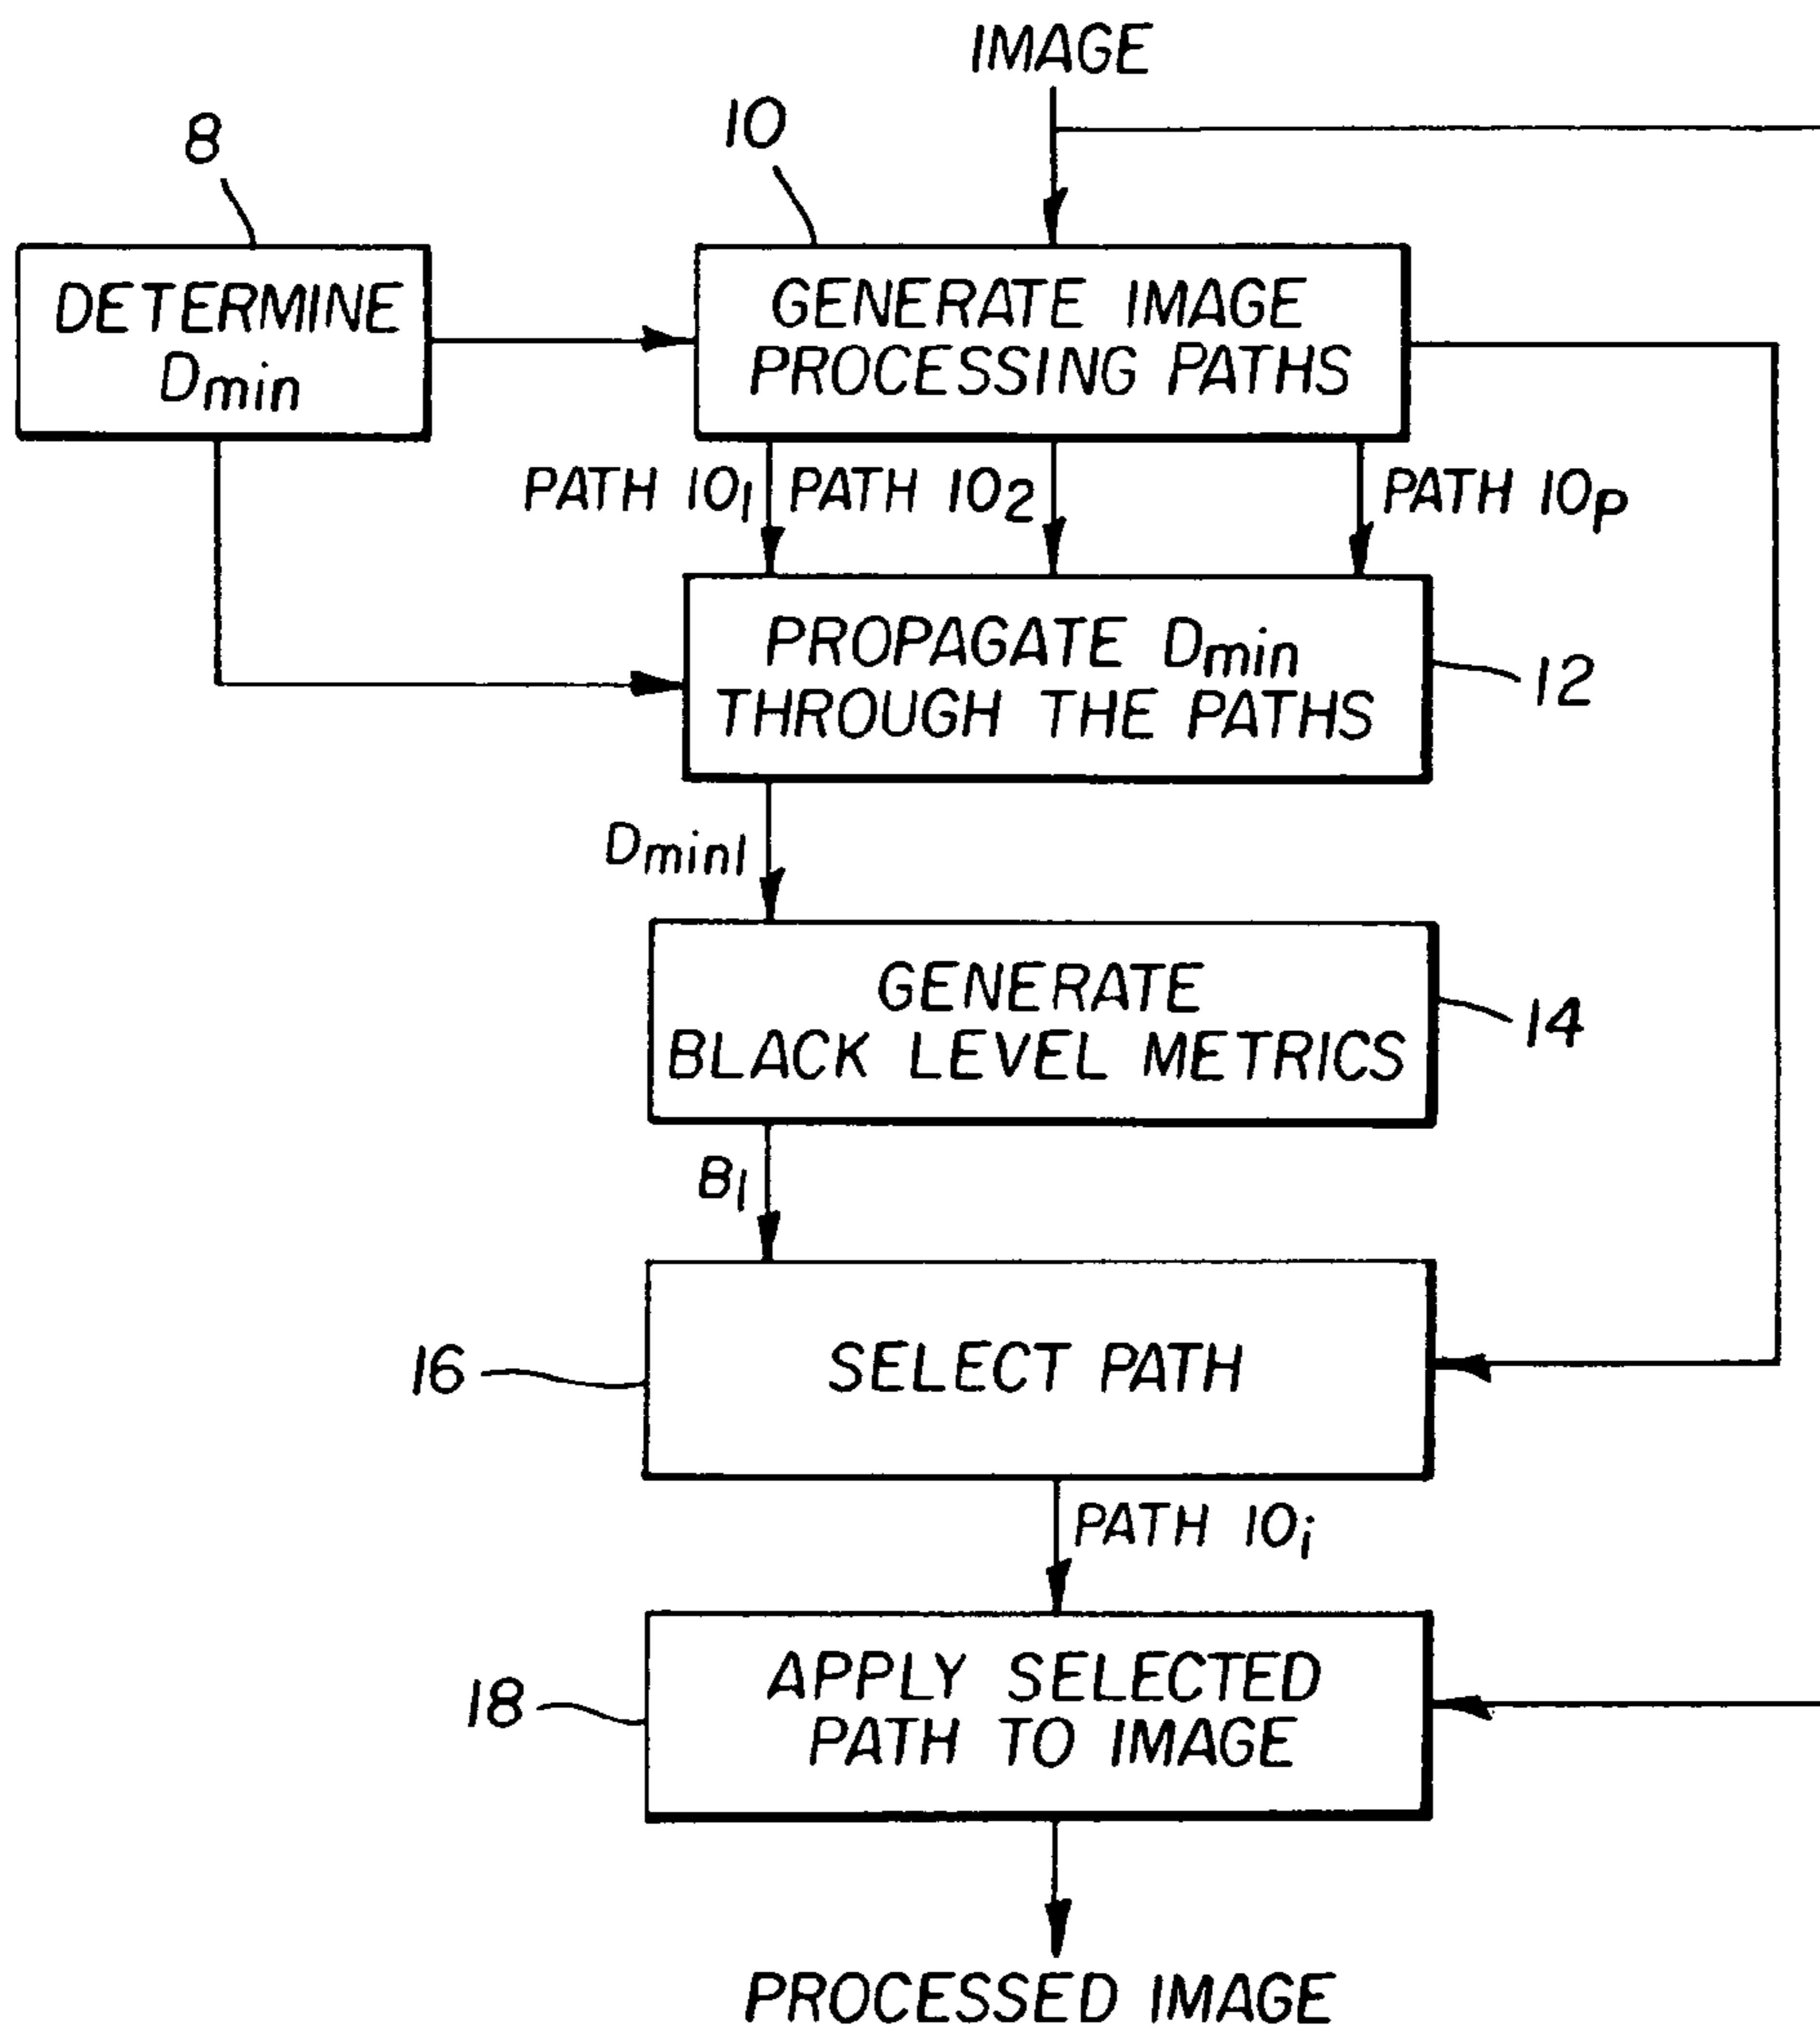 IMAGE
8
10
DETERMINE
Dmin
GENERATE IMAGE
PROCESSING PATHS
PATH 10₁
PATH 10₂
PATH 10ₚ
PROPAGATE Dmin
THROUGH THE PATHS
12
Dmin1
GENERATE
BLACK LEVEL METRICS
14
B₁
SELECT PATH
16
PATH 10ᵢ
APPLY SELECTED
PATH TO IMAGE
18
PROCESSED IMAGE